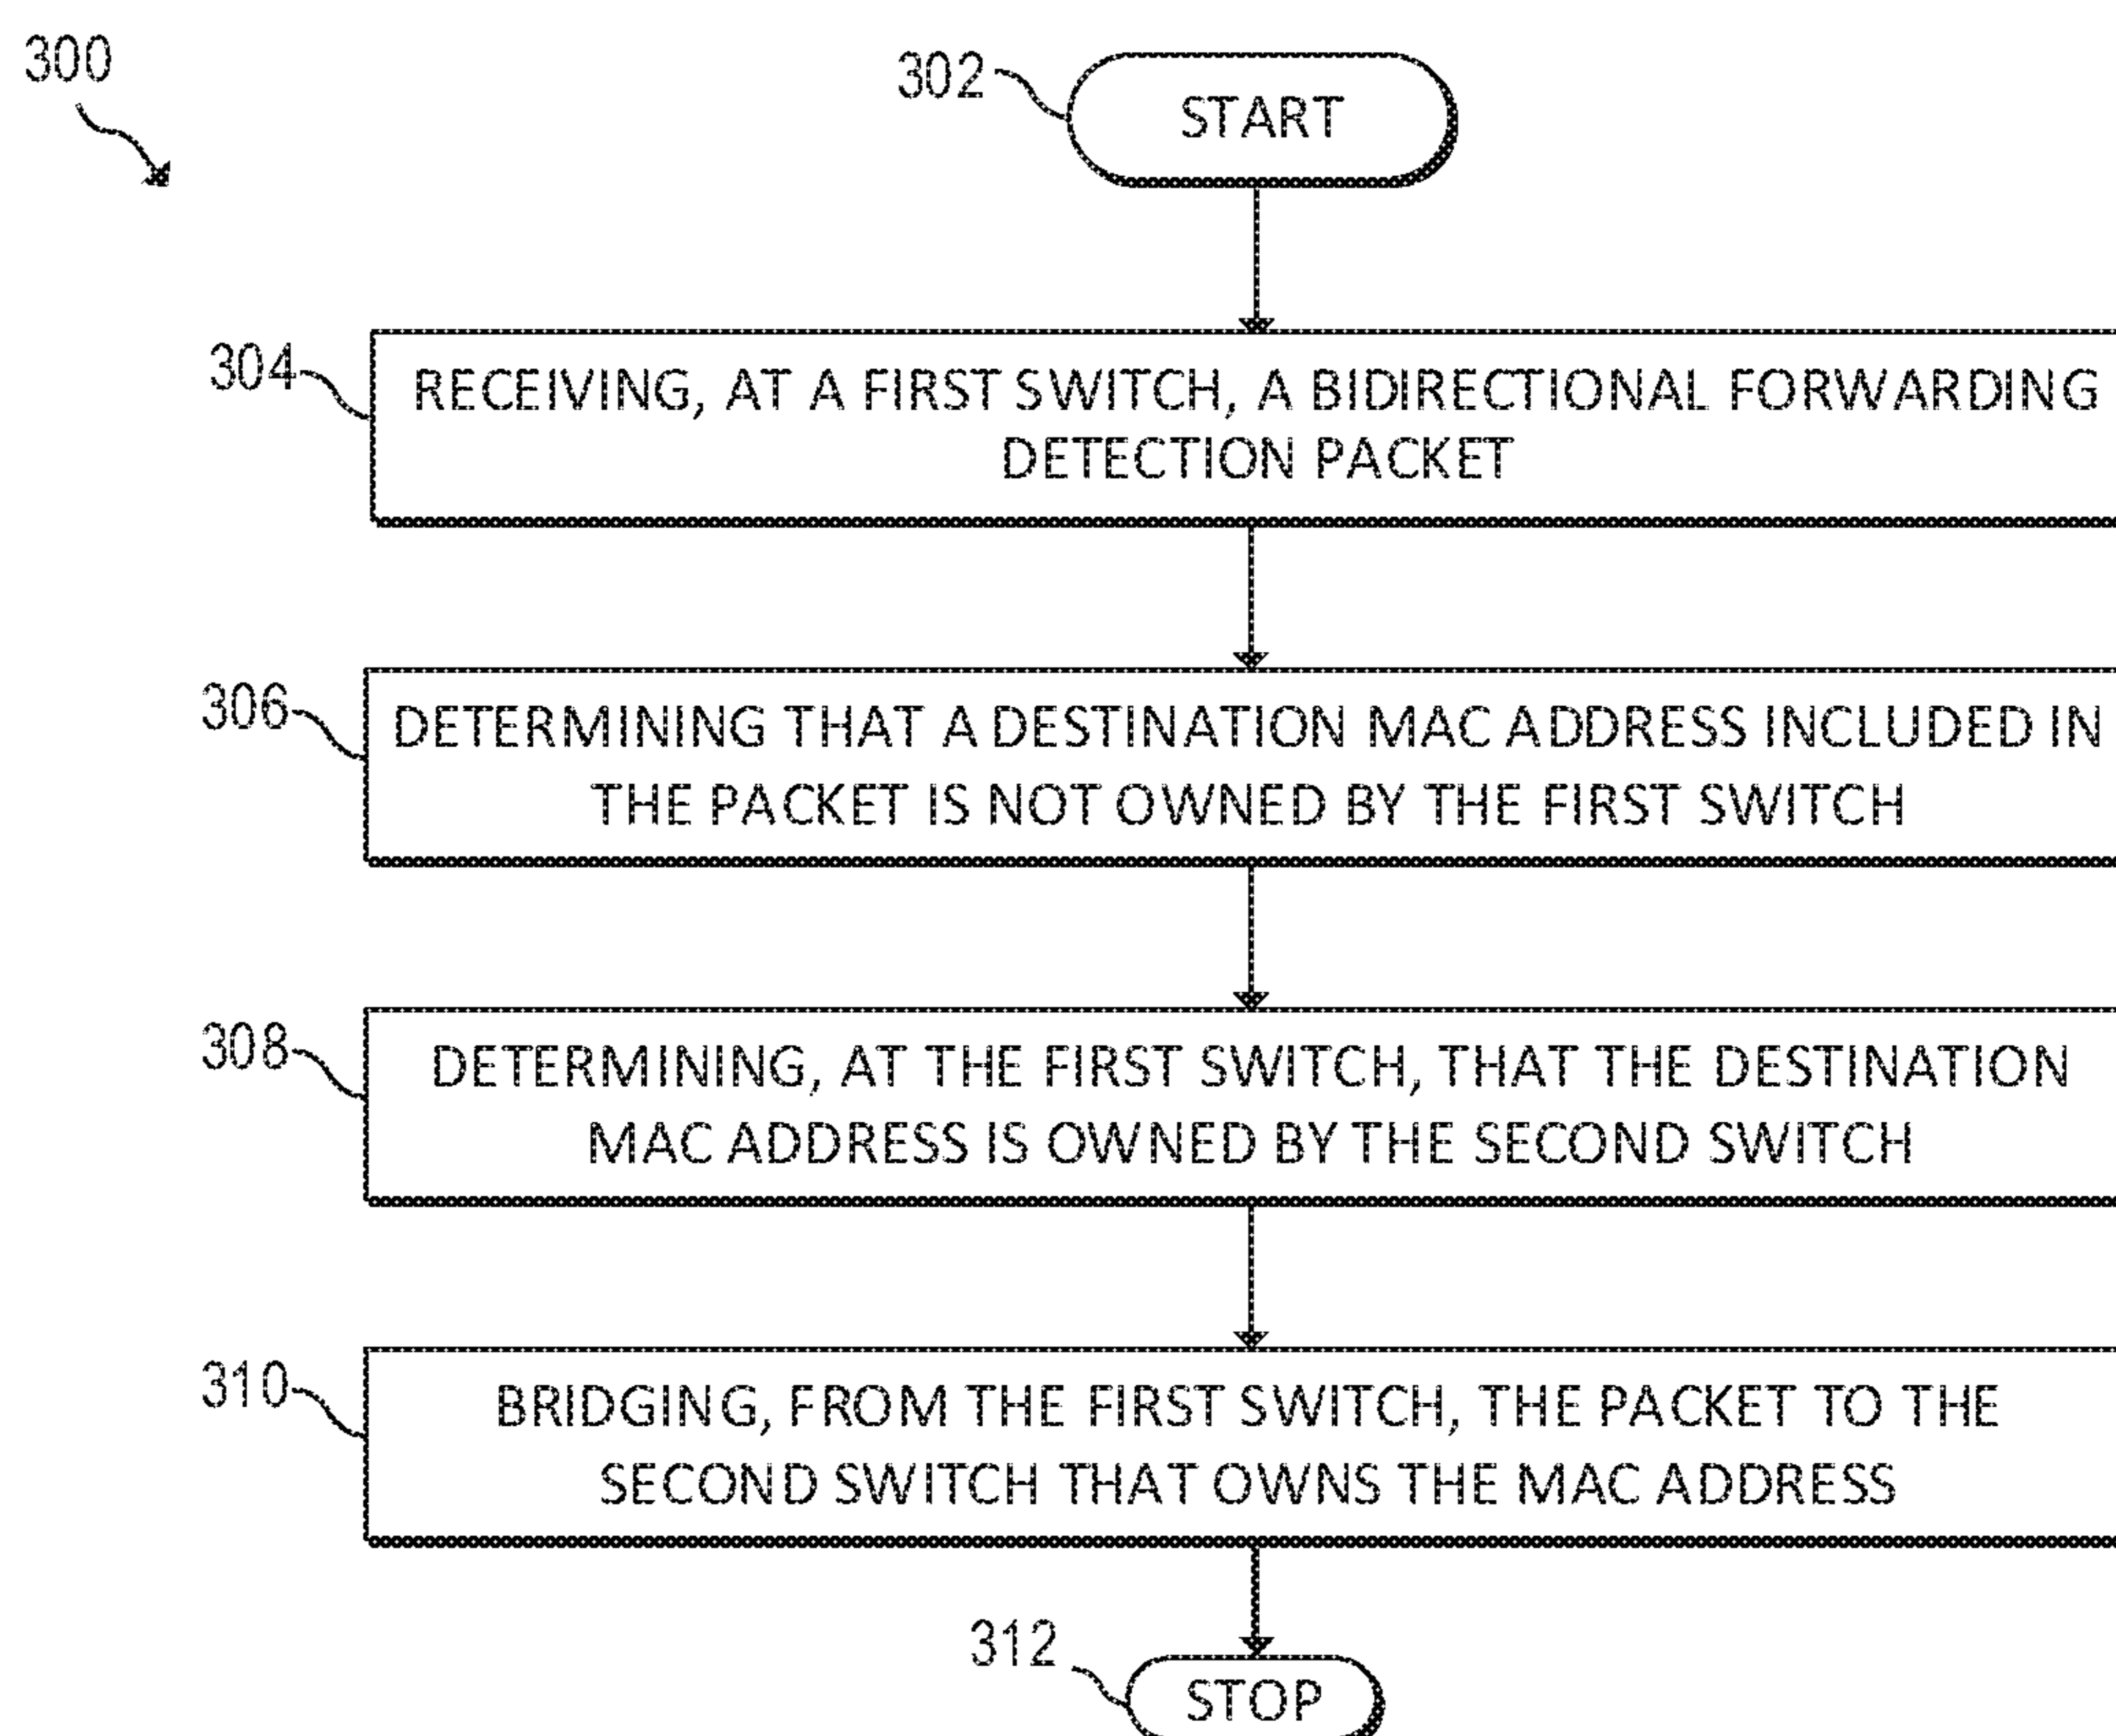 300
302
START
304
RECEIVING, AT A FIRST SWITCH, A BIDIRECTIONAL FORWARDING
DETECTION PACKET
306
DETERMINING THAT A DESTINATION MAC ADDRESS INCLUDED IN
THE PACKET IS NOT OWNED BY THE FIRST SWITCH
308
DETERMINING, AT THE FIRST SWITCH, THAT THE DESTINATION
MAC ADDRESS IS OWNED BY THE SECOND SWITCH
310
BRIDGING, FROM THE FIRST SWITCH, THE PACKET TO THE
SECOND SWITCH THAT OWNS THE MAC ADDRESS
312
STOP